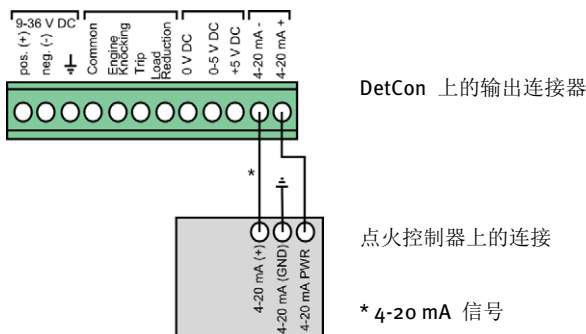 9-36 V DC
pos. (+)
neg. (-)
Common
Engine
Knocking
Trip
Load
Reduction
0 V DC
0-5 V DC
+5 V DC
4-20 mA -
4-20 mA +
DetCon 上的输出连接器
*
4-20 mA (+)
4-20 mA (GND)
4-20 mA PWR
点火控制器上的连接
* 4-20 mA 信号